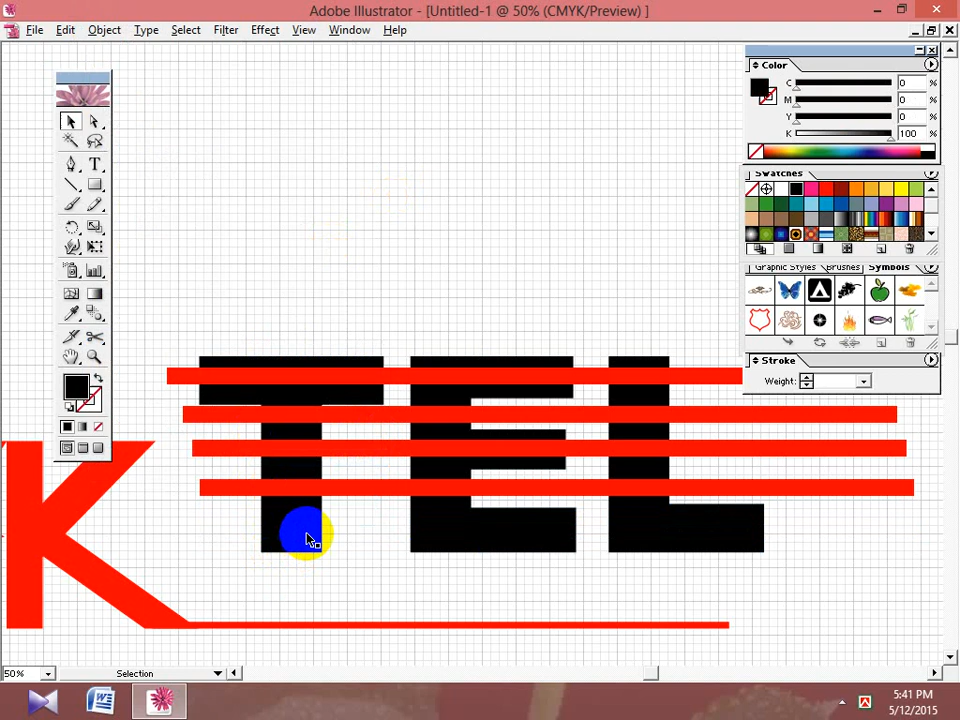 Adobe Illustrator - [Untitled-1 @ 50% (CMYK/Preview) ]
File Edit Object Type Select Filter Effect View Window Help
Color
C 0 %
M 0 %
Y 0 %
K 100 %
Swatches
Graphic Styles Brushes Symbols
Stroke
Weight:
TEL
K
50% Selection
5:41 PM
5/12/2015